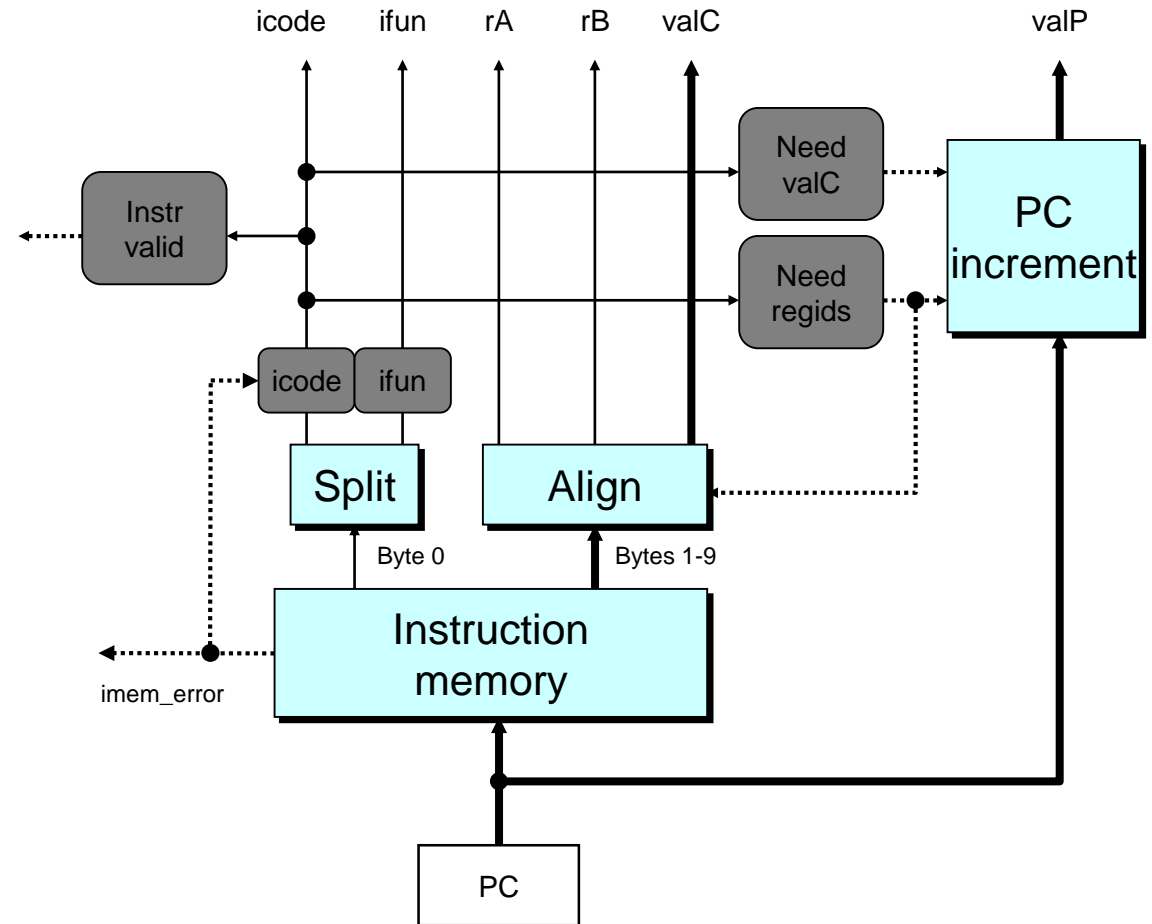 icode ifun rA rB valC valP
Need
valC
Instr
valid
PC
increment
Need
regids
icode ifun
Split
Align
Byte 0
Bytes 1-9
Instruction
memory
imem_error
PC